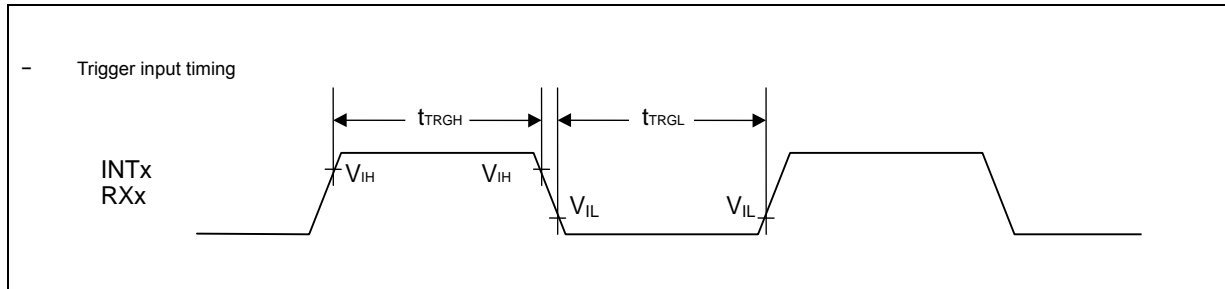 – Trigger input timing
tTRGH tTRGL
INTx
RXx
VIH VIH
VIL VIL